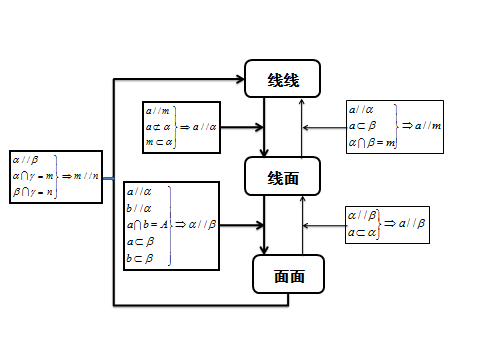 线线
a//m
a⊄α
m⊂α
⇒a//α
a//α
a⊂β
α∩β=m
⇒a//m
α//β
α∩γ=m
β∩γ=n
⇒m//n
线面
a//α
b//α
a∩b=A
a⊂β
b⊂β
⇒α//β
α//β
a⊂α
⇒a//β
面面